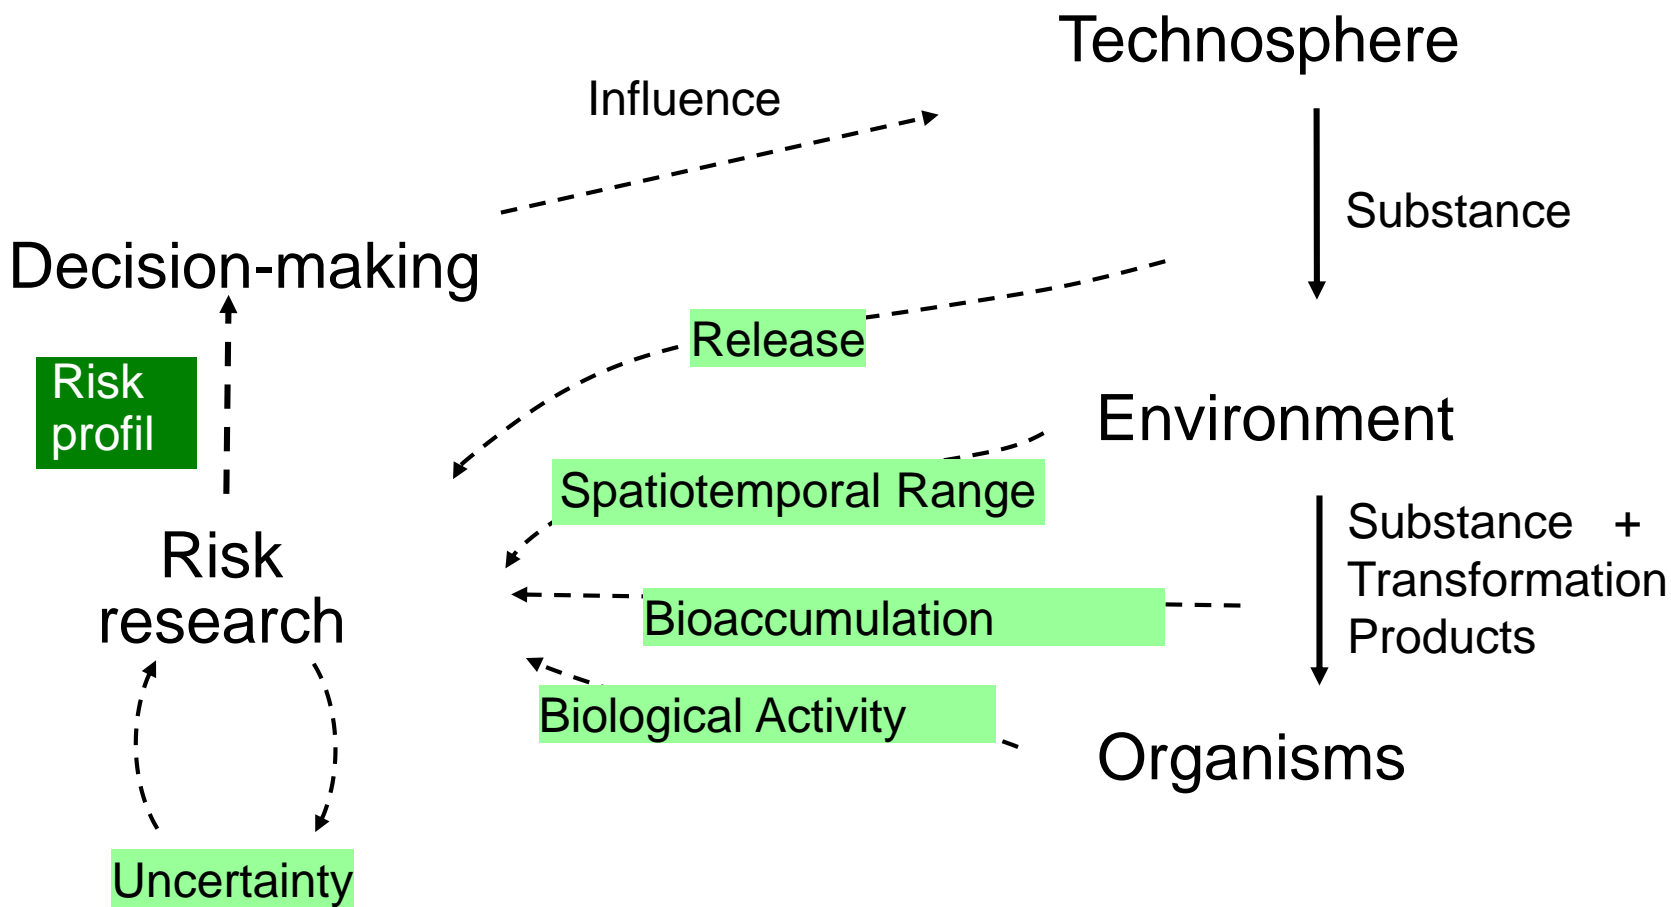 Technosphere
Influence
Substance
Decision-making
Release
Risk
profil
Environment
Spatiotemporal Range
Substance +
Transformation
Products
Risk
research
Bioaccumulation
Biological Activity
Organisms
Uncertainty